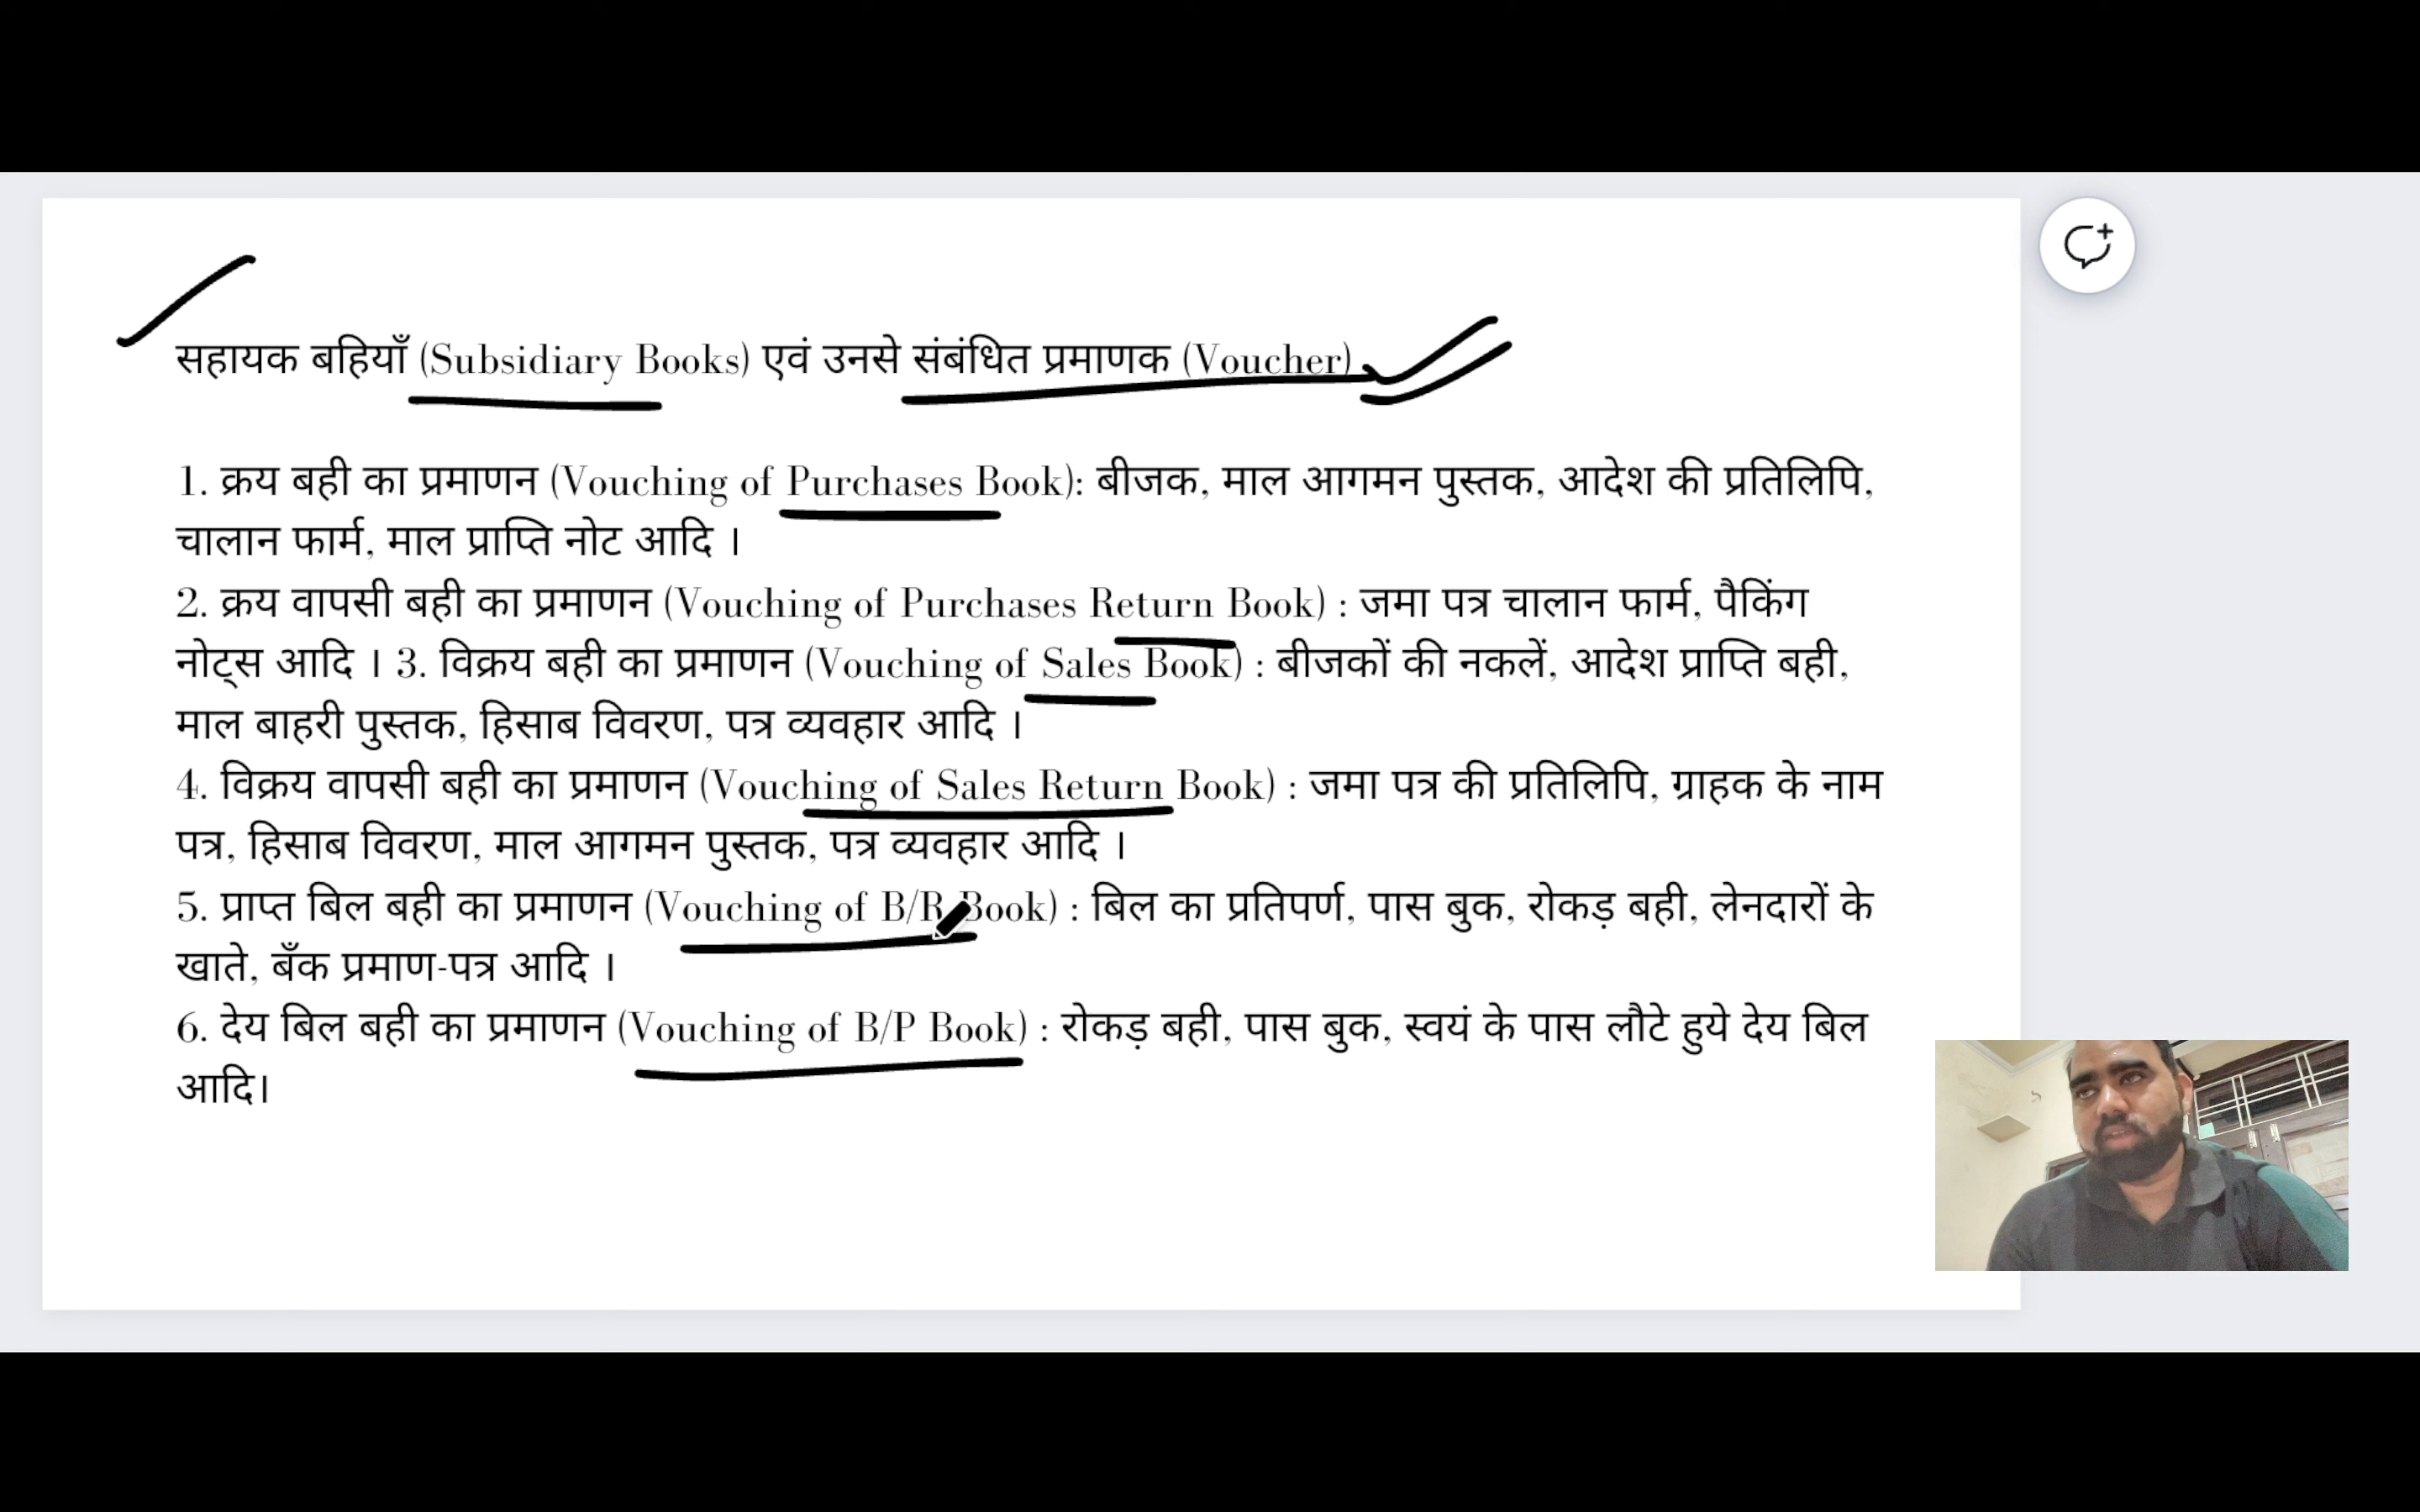 सहायक बहियाँ (Subsidiary Books) एवं उनसे संबंधित प्रमाणक (Voucher)
1. क्रय बही का प्रमाणन (Vouching of Purchases Book): बीजक, माल आगमन पुस्तक, आदेश की प्रतिलिपि,
चालान फार्म, माल प्राप्ति नोट आदि ।
2. क्रय वापसी बही का प्रमाणन (Vouching of Purchases Return Book) : जमा पत्र चालान फार्म, पैकिंग
नोट्स आदि । 3. विक्रय बही का प्रमाणन (Vouching of Sales Book) : बीजकों की नकलें, आदेश प्राप्ति बही,
माल बाहरी पुस्तक, हिसाब विवरण, पत्र व्यवहार आदि ।
4. विक्रय वापसी बही का प्रमाणन (Vouching of Sales Return Book) : जमा पत्र की प्रतिलिपि, ग्राहक के नाम
पत्र, हिसाब विवरण, माल आगमन पुस्तक, पत्र व्यवहार आदि ।
5. प्राप्त बिल बही का प्रमाणन (Vouching of B/R Book) : बिल का प्रतिपर्ण, पास बुक, रोकड़ बही, लेनदारों के
खाते, बँक प्रमाण-पत्र आदि ।
6. देय बिल बही का प्रमाणन (Vouching of B/P Book) : रोकड़ बही, पास बुक, स्वयं के पास लौटे हुये देय बिल
आदि।